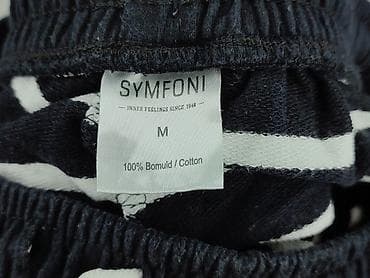 SYMFONI
INNER FEELINGS SINCE 1948
M
100% Bomuld / Cotton